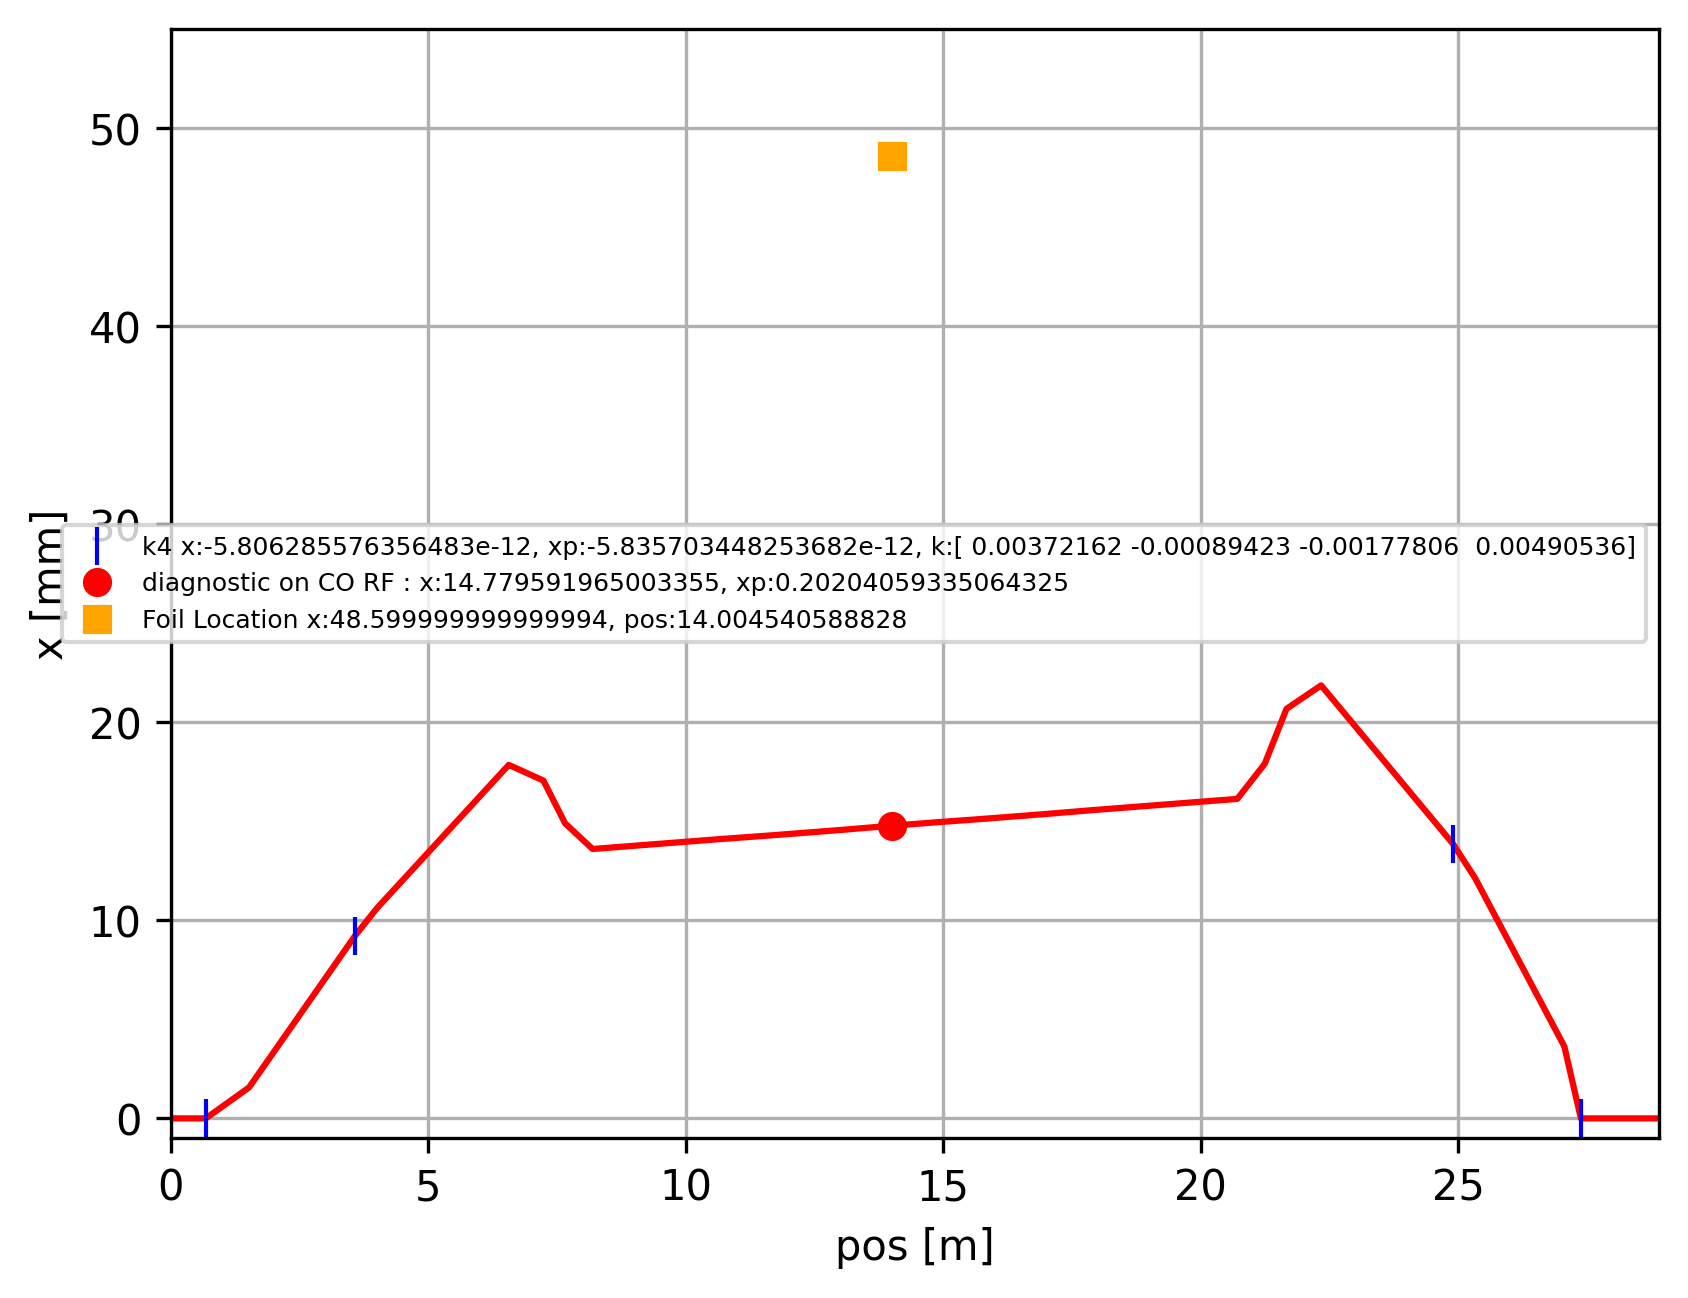 50
40
30
20
10
0
x [mm]
k4 x:-5.806285576356483e-12, xp:-5.835703448253682e-12, k:[ 0.00372162 -0.00089423 -0.00177806  0.00490536]
diagnostic on CO RF : x:14.779591965003355, xp:0.20204059335064325
Foil Location x:48.599999999999994, pos:14.004540588828
0 5 10 15 20 25
pos [m]